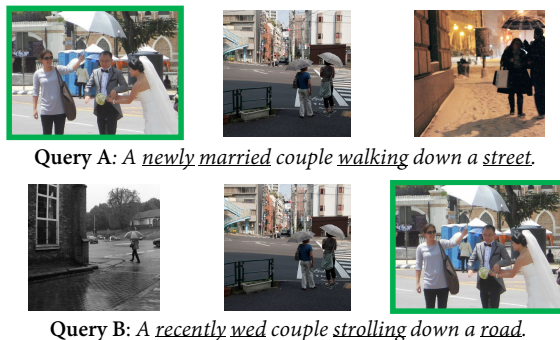 Query A: A newly married couple walking down a street.
Query B: A recently wed couple strolling down a road.